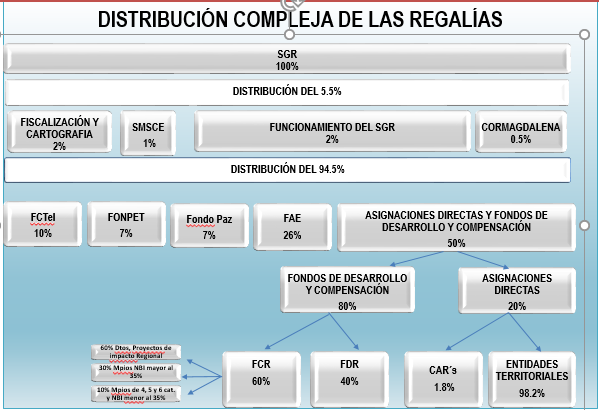 DISTRIBUCIÓN COMPLEJA DE LAS REGALÍAS
SGR
100%
DISTRIBUCIÓN DEL 5.5%
FISCALIZACIÓN Y
CARTOGRAFIA
2%
SMSCE
1%
FUNCIONAMIENTO DEL SGR
2%
CORMAGDALENA
0.5%
DISTRIBUCIÓN DEL 94.5%
FCTeI
10%
FONPET
7%
Fondo Paz
7%
FAE
26%
ASIGNACIONES DIRECTAS Y FONDOS DE
DESARROLLO Y COMPENSACIÓN
50%
FONDOS DE DESARROLLO
Y COMPENSACIÓN
80%
ASIGNACIONES
DIRECTAS
20%
60% Dtos, Proyectos de
impacto Regional
30% Mpios NBI mayor al
35%
10% Mpios de 4, 5 y 6 cat.
y NBI menor al 35%
FCR
60%
FDR
40%
CAR´s
1.8%
ENTIDADES
TERRITORIALES
98.2%